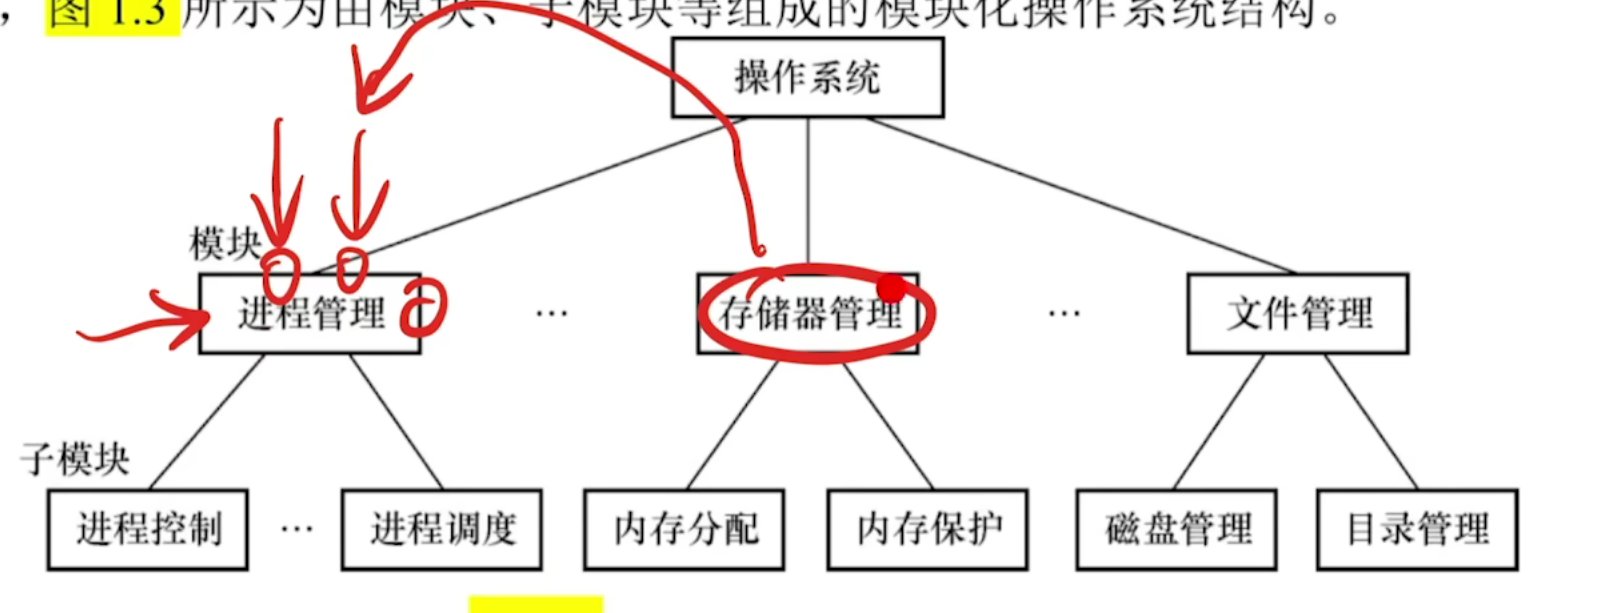 ，图 1.3 所示为由模块、子模块等组成的模块化操作系统结构。
操作系统
模块
进程管理 … 存储器管理 … 文件管理
子模块
进程控制 … 进程调度 内存分配 内存保护 磁盘管理 目录管理